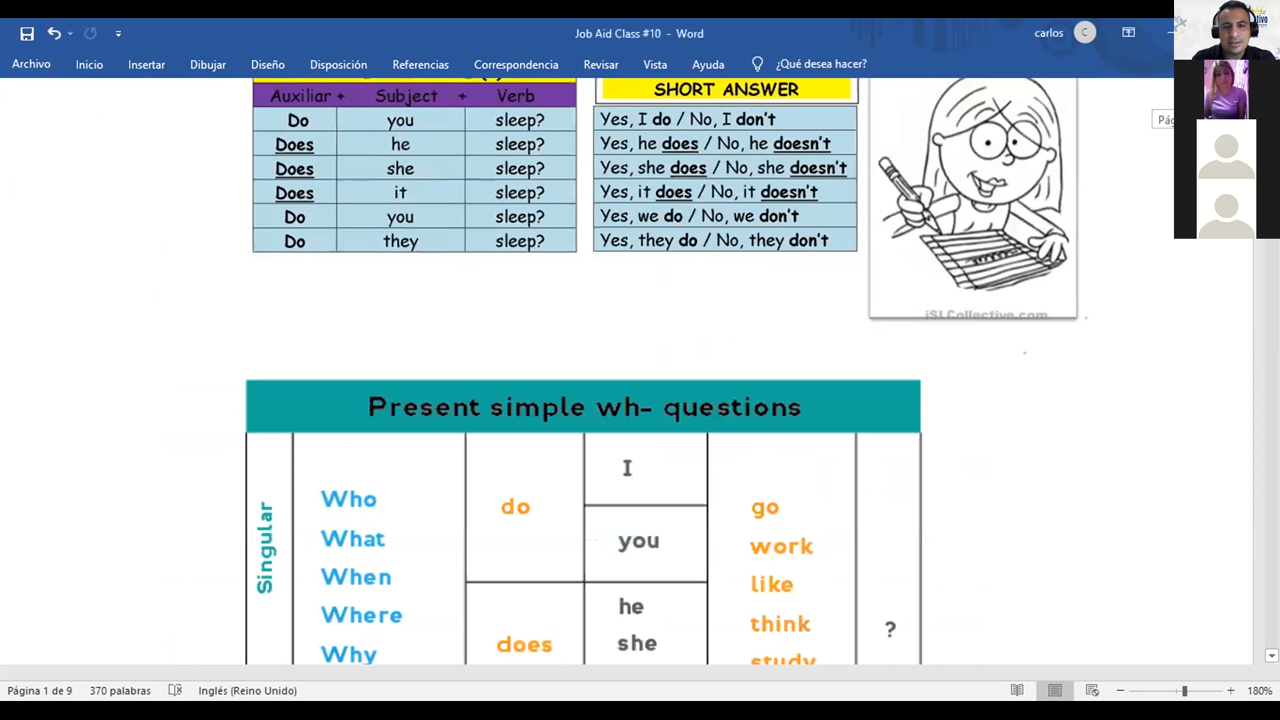 Job Aid Class #10 - Word
carlos
C
Archivo
Inicio
Insertar
Dibujar
Diseño
Disposición
Referencias
Correspondencia
Revisar
Vista
Ayuda
¿Qué desea hacer?
Auxiliar + Subject + Verb
Do you sleep?
Does he sleep?
Does she sleep?
Does it sleep?
Do you sleep?
Do they sleep?
SHORT ANSWER
Yes, I do / No, I don't
Yes, he does / No, he doesn't
Yes, she does / No, she doesn't
Yes, it does / No, it doesn't
Yes, we do / No, we don't
Yes, they do / No, they don't
iSLCollective.com
Pág
Present simple wh- questions
Singular
Who
What
When
Where
Why
do
does
I
you
he
she
go
work
like
think
study
?
Página 1 de 9
370 palabras
Inglés (Reino Unido)
180%